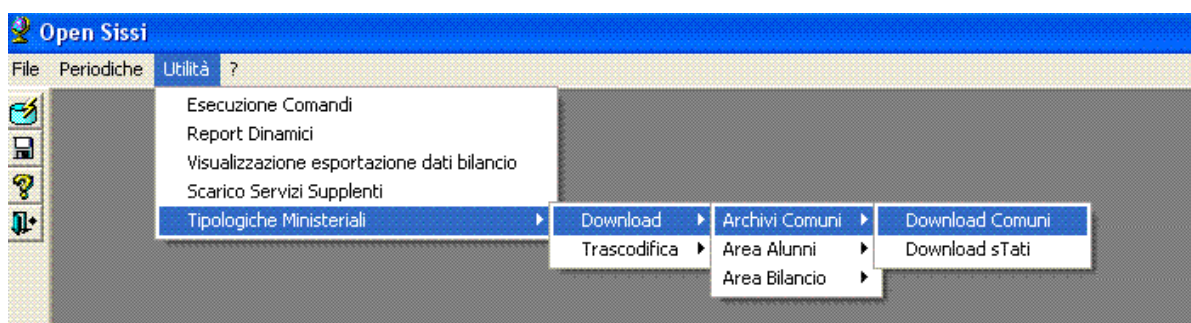 Open Sissi
File Periodiche Utilità ?
Esecuzione Comandi
Report Dinamici
Visualizzazione esportazione dati bilancio
Scarico Servizi Supplenti
Tipologiche Ministeriali Download Archivi Comuni Download Comuni
Trascodifica Area Alunni Download sTati
Area Bilancio